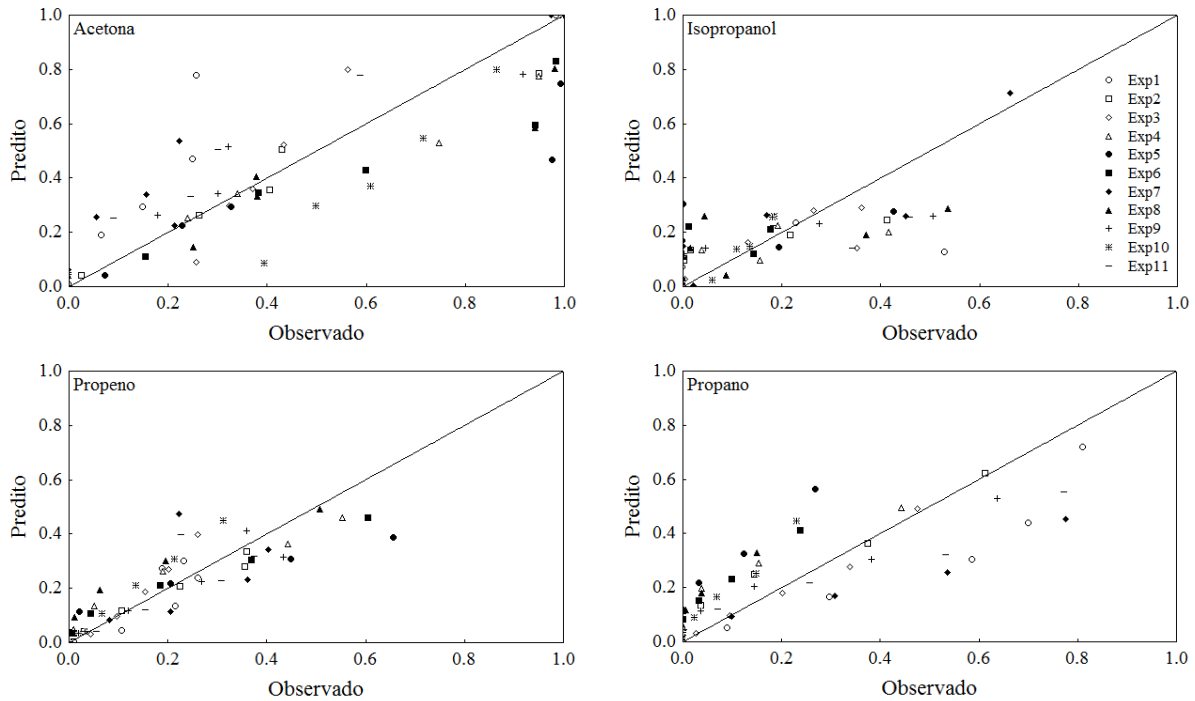 Acetona
Predito
1.0
0.8
0.6
0.4
0.2
0.0
0.0 0.2 0.4 0.6 0.8 1.0
Observado
Isopropanol
Predito
1.0
0.8
0.6
0.4
0.2
0.0
0.0 0.2 0.4 0.6 0.8 1.0
Observado
Exp1
Exp2
Exp3
Exp4
Exp5
Exp6
Exp7
Exp8
Exp9
Exp10
Exp11
Propeno
Predito
1.0
0.8
0.6
0.4
0.2
0.0
0.0 0.2 0.4 0.6 0.8 1.0
Observado
Propano
Predito
1.0
0.8
0.6
0.4
0.2
0.0
0.0 0.2 0.4 0.6 0.8 1.0
Observado